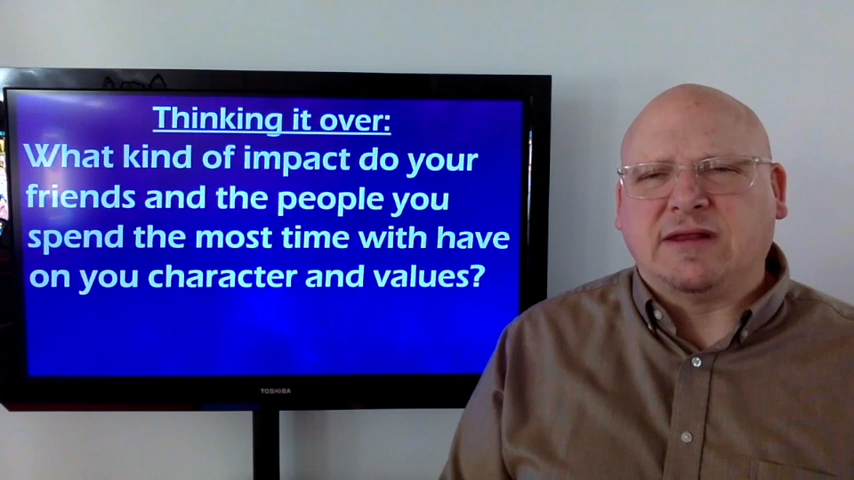 Thinking it over:
What kind of impact do your
friends and the people you
spend the most time with have
on you character and values?
TOSHIBA